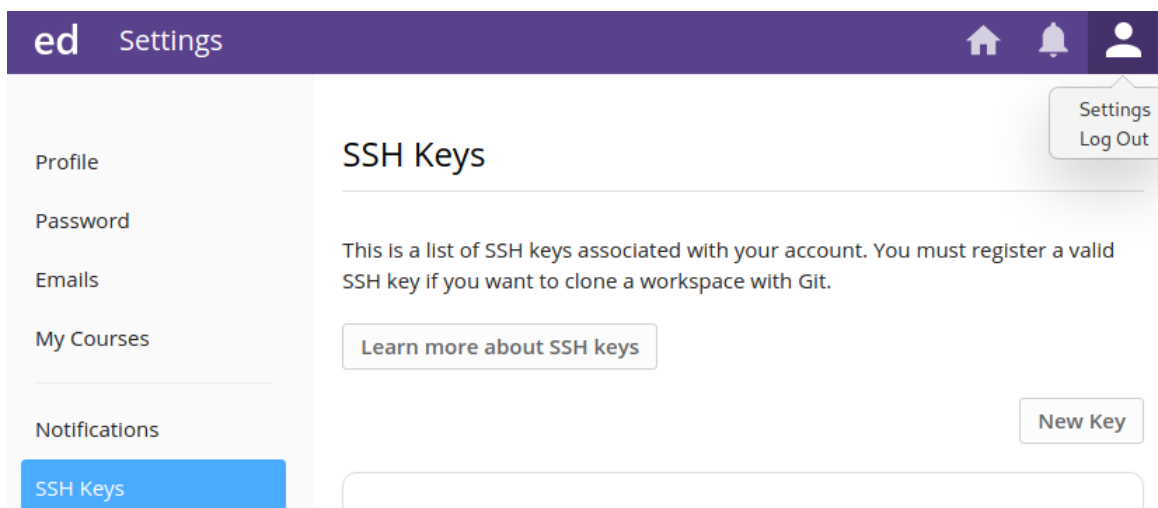 ed Settings
Settings
Log Out
Profile
Password
Emails
My Courses
Notifications
SSH Keys
SSH Keys
This is a list of SSH keys associated with your account. You must register a valid
SSH key if you want to clone a workspace with Git.
Learn more about SSH keys
New Key